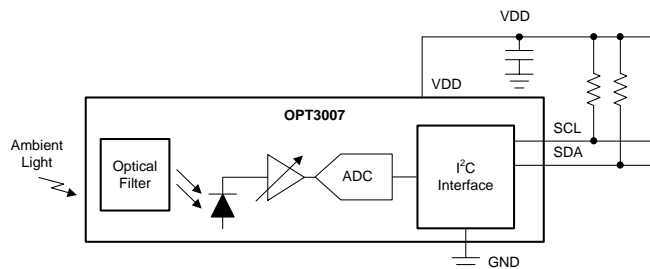 VDD
VDD
OPT3007
Ambient
Light
Optical
Filter
ADC
I²C
Interface
SCL
SDA
GND